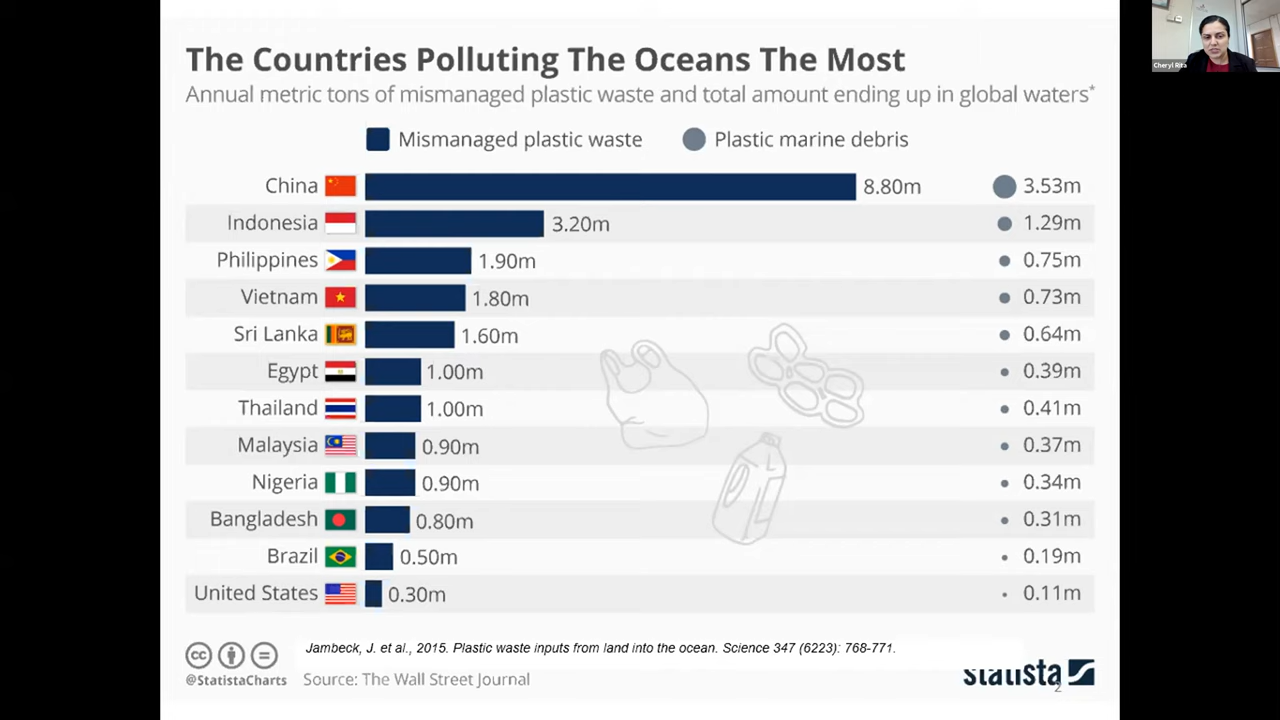 The Countries Polluting The Oceans The Most
Annual metric tons of mismanaged plastic waste and total amount ending up in global waters*
Mismanaged plastic waste Plastic marine debris
China 8.80m 3.53m
Indonesia 3.20m 1.29m
Philippines 1.90m 0.75m
Vietnam 1.80m 0.73m
Sri Lanka 1.60m 0.64m
Egypt 1.00m 0.39m
Thailand 1.00m 0.41m
Malaysia 0.90m 0.37m
Nigeria 0.90m 0.34m
Bangladesh 0.80m 0.31m
Brazil 0.50m 0.19m
United States 0.30m 0.11m
Jambeck, J. et al., 2015. Plastic waste inputs from land into the ocean. Science 347 (6223): 768-771.
cc
@StatistaCharts Source: The Wall Street Journal
statista
2
Cheryl Rita